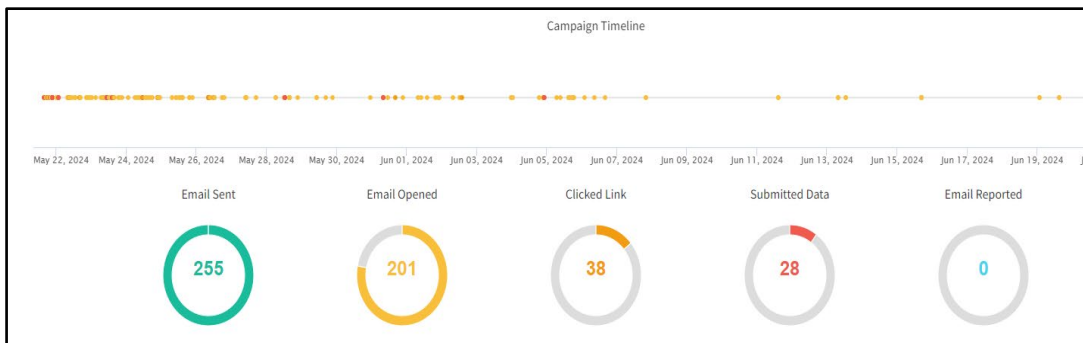 Campaign Timeline
May 22, 2024 May 24, 2024 May 26, 2024 May 28, 2024 May 30, 2024 Jun 01, 2024 Jun 03, 2024 Jun 05, 2024 Jun 07, 2024 Jun 09, 2024 Jun 11, 2024 Jun 13, 2024 Jun 15, 2024 Jun 17, 2024 Jun 19, 2024
Email Sent Email Opened Clicked Link Submitted Data Email Reported
255 201 38 28 0